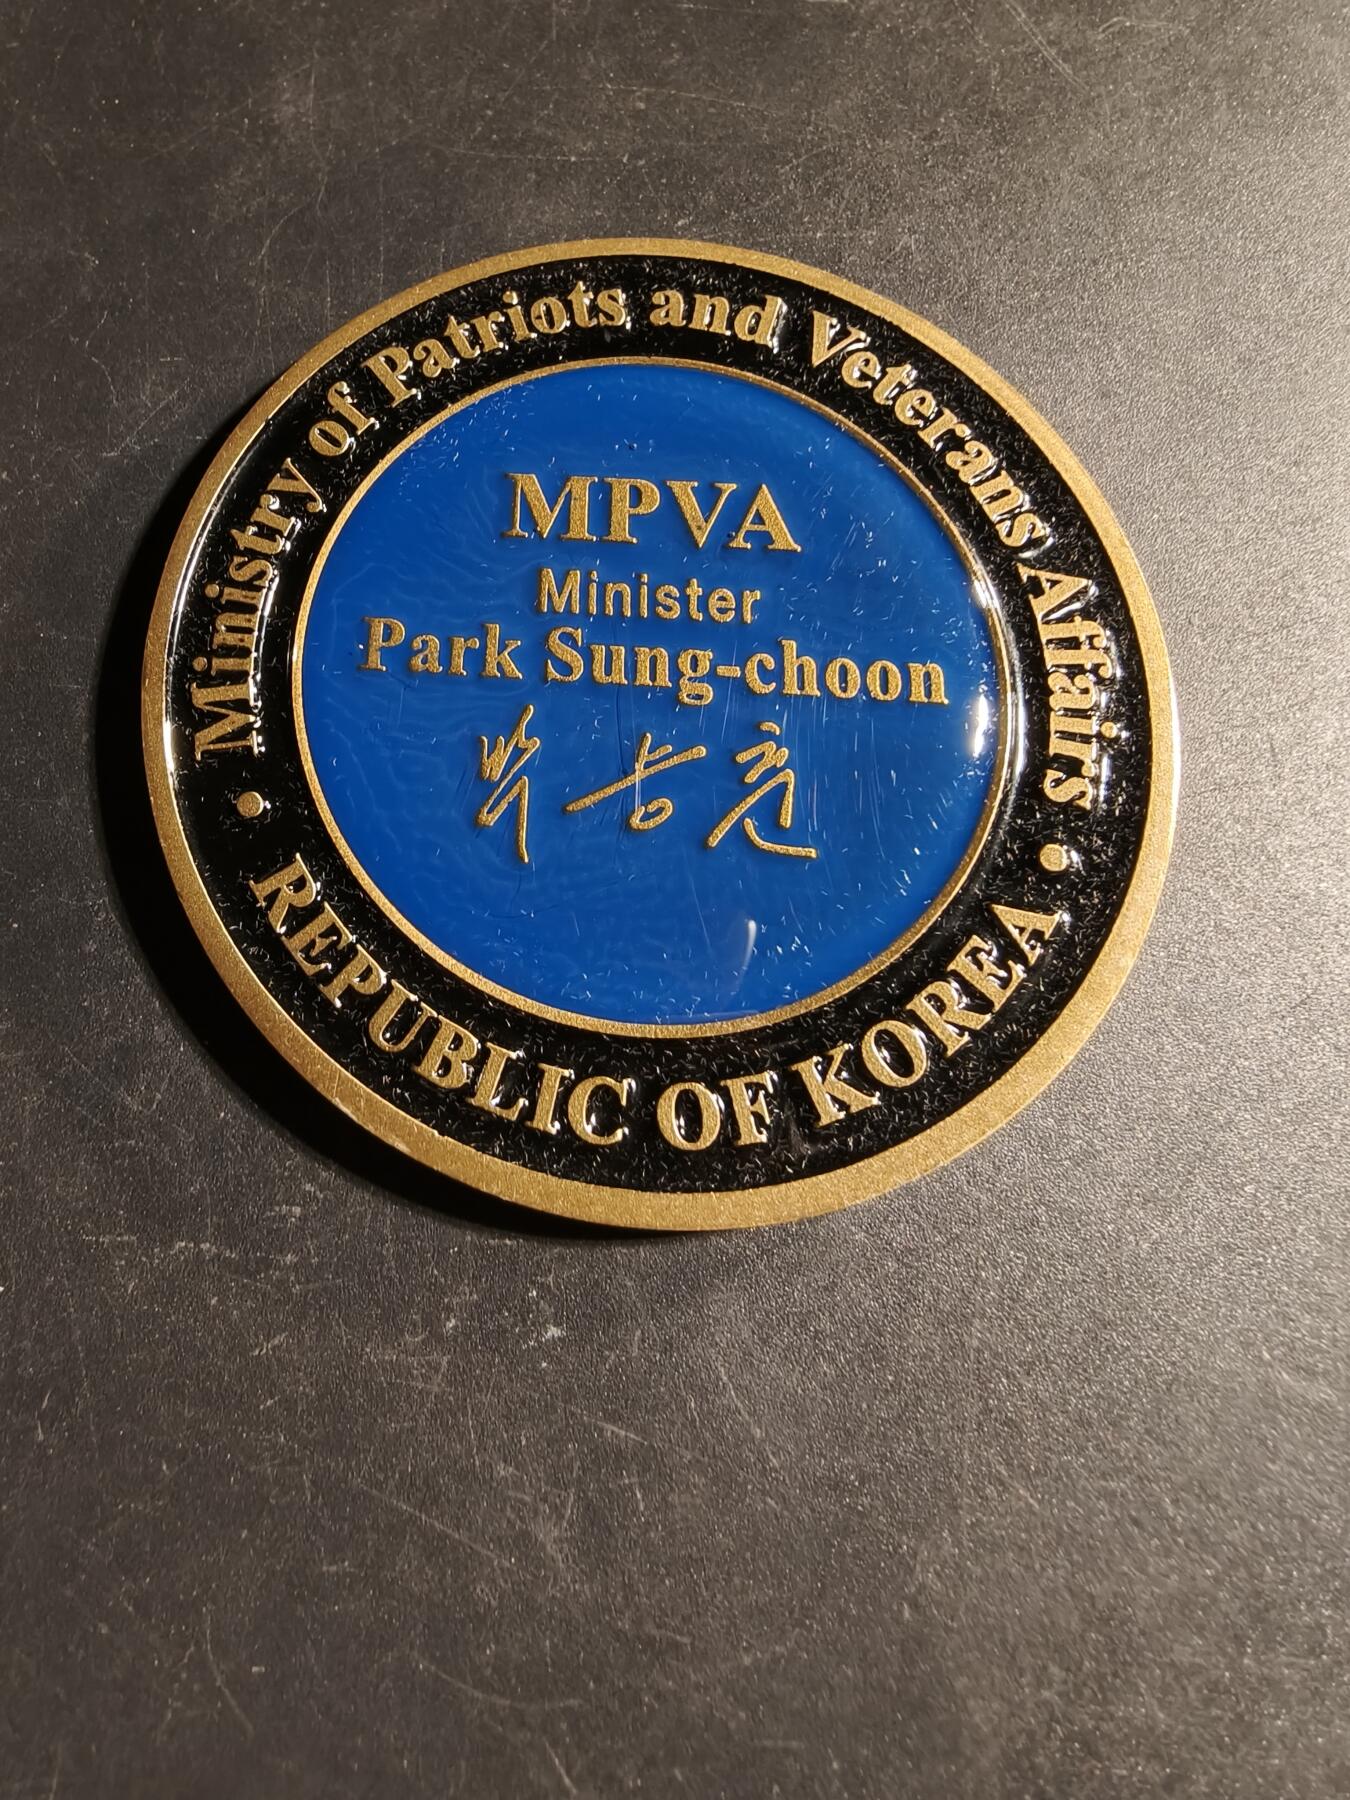 Ministry of Patriots and Veterans Affairs
MPVA
Minister
Park Sung-choon
• REPUBLIC OF KOREA •